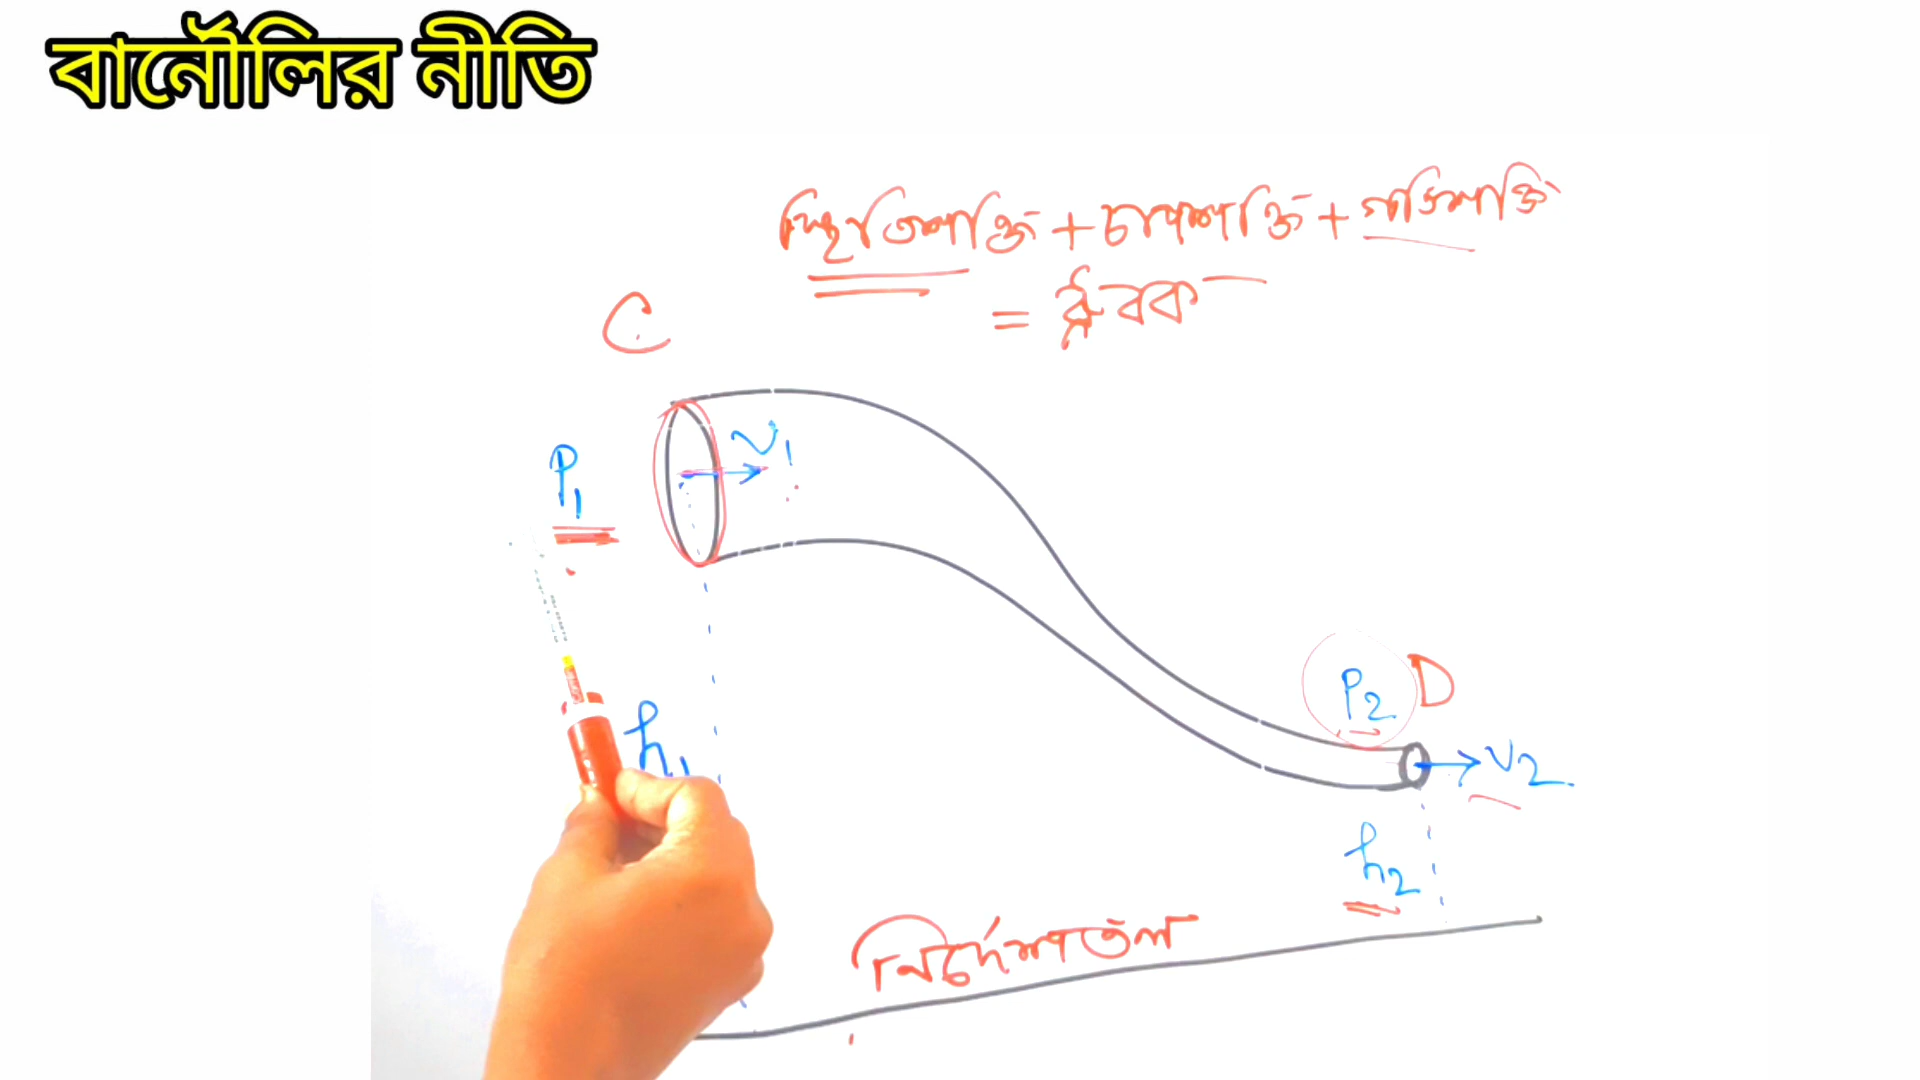 বার্নৌলির নীতি
স্থিতিশক্তি + চাপশক্তি + গতিশক্তি
= ধ্রুবক
C
P1
v1
P2
D
v2
h1
h2
নির্দেশতল